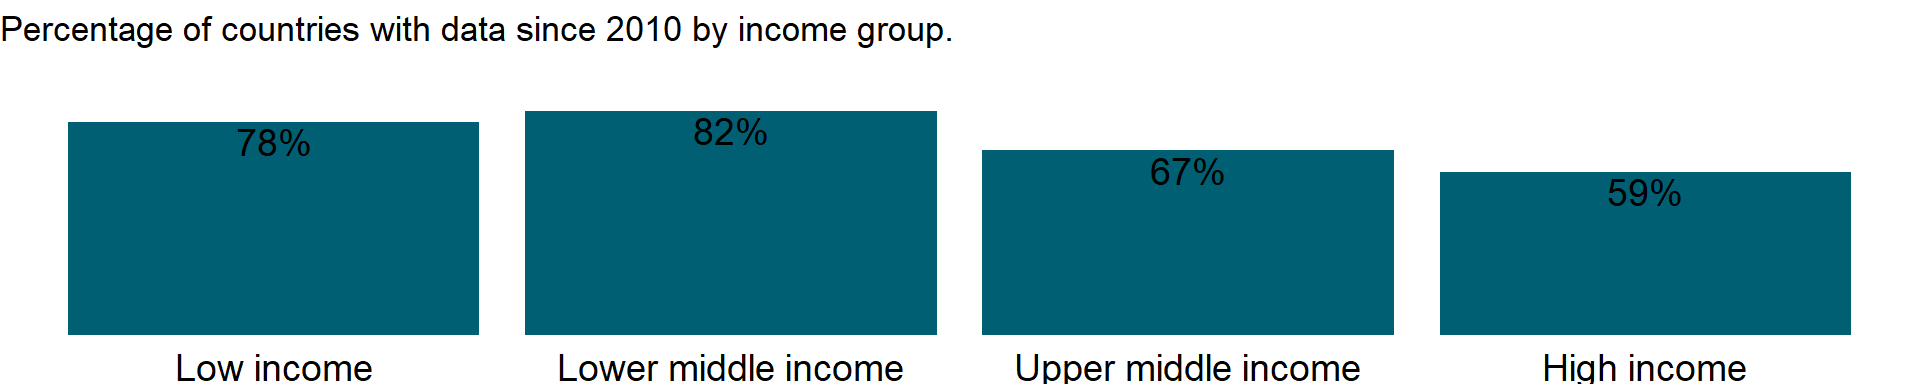 Percentage of countries with data since 2010 by income group.
78%
82%
67%
59%
Low income
Lower middle income
Upper middle income
High income